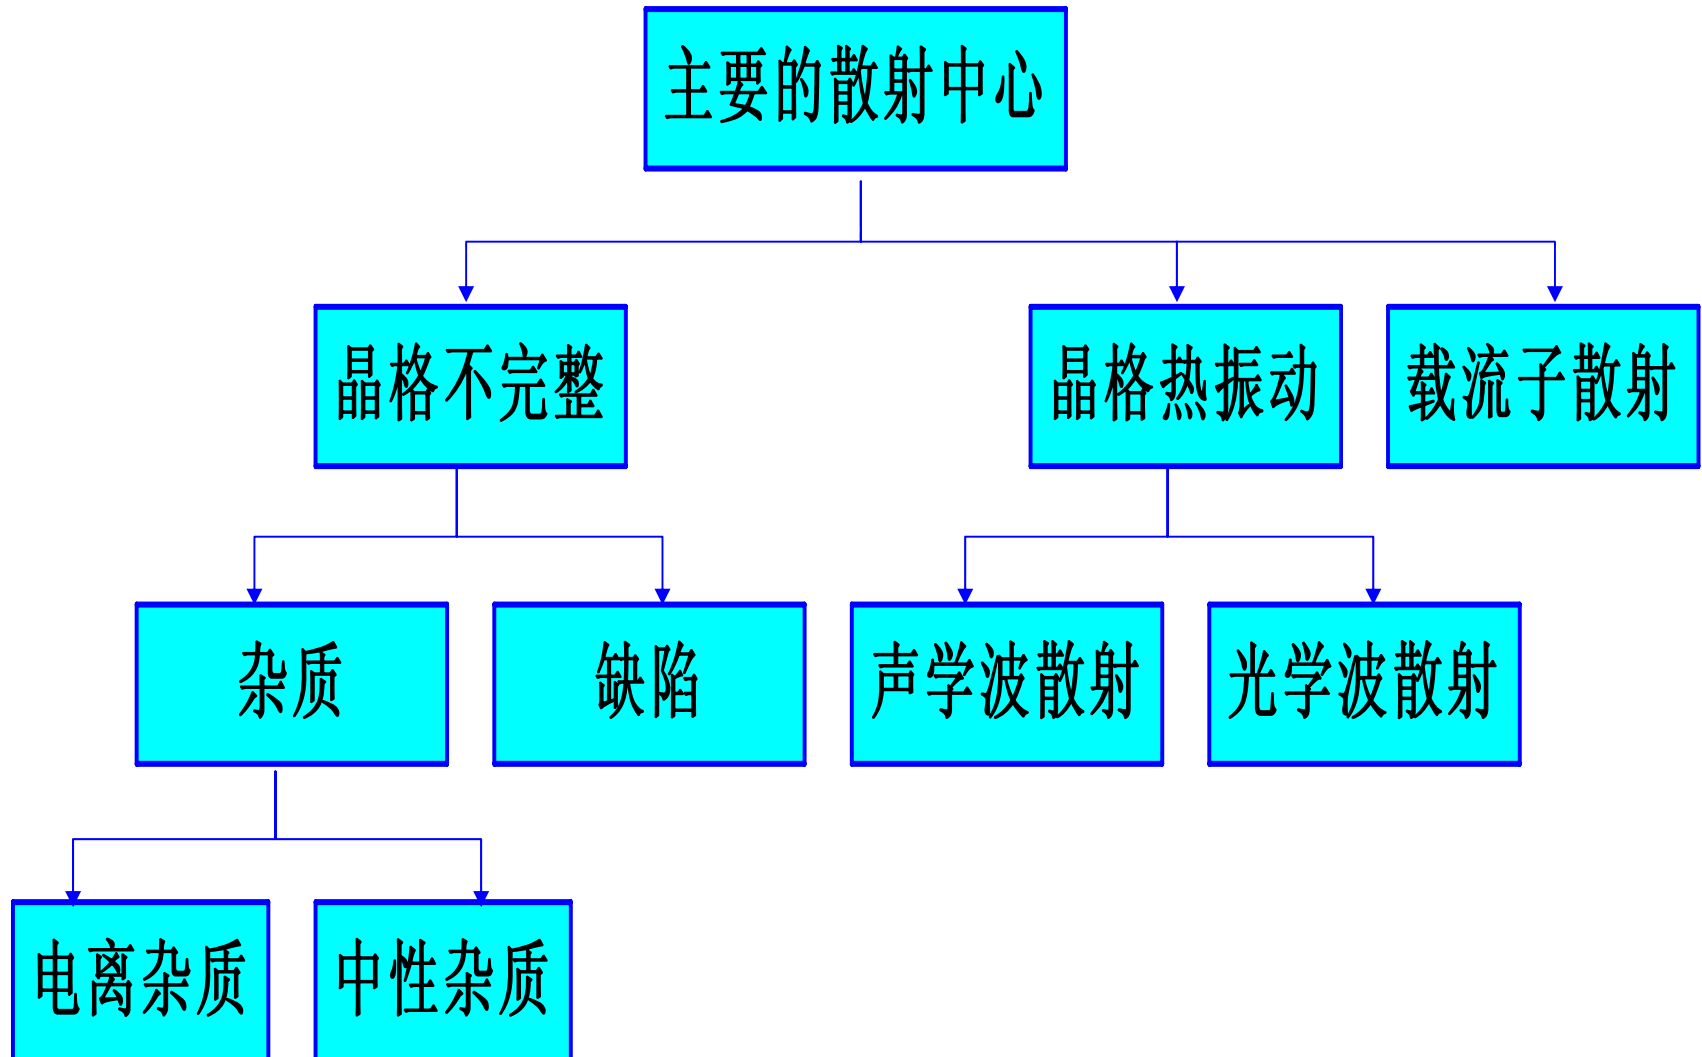 主要的散射中心
晶格不完整
晶格热振动
载流子散射
杂质
缺陷
声学波散射
光学波散射
电离杂质
中性杂质